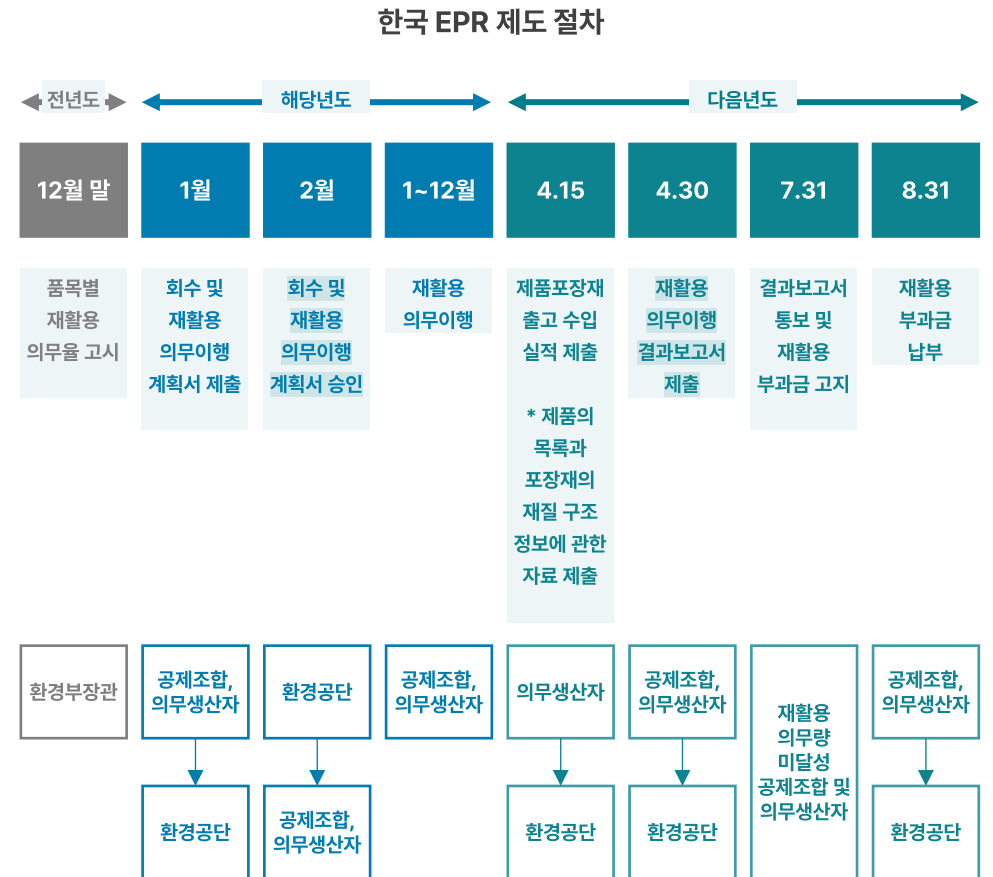 한국 EPR 제도 절차
전년도
해당년도
다음년도
12월 말
1월
2월
1~12월
4.15
4.30
7.31
8.31
품목별
재활용
의무율 고시
회수 및
재활용
의무이행
계획서 제출
회수 및
재활용
의무이행
계획서 승인
재활용
의무이행
제품포장재
출고 수입
실적 제출
* 제품의
목록과
포장재의
재질 구조
정보에 관한
자료 제출
재활용
의무이행
결과보고서
제출
결과보고서
통보 및
재활용
부과금 고지
재활용
부과금
납부
환경부장관
공제조합,
의무생산자
환경공단
환경공단
공제조합,
의무생산자
공제조합,
의무생산자
의무생산자
환경공단
공제조합,
의무생산자
환경공단
재활용
의무량
미달성
공제조합 및
의무생산자
공제조합,
의무생산자
환경공단